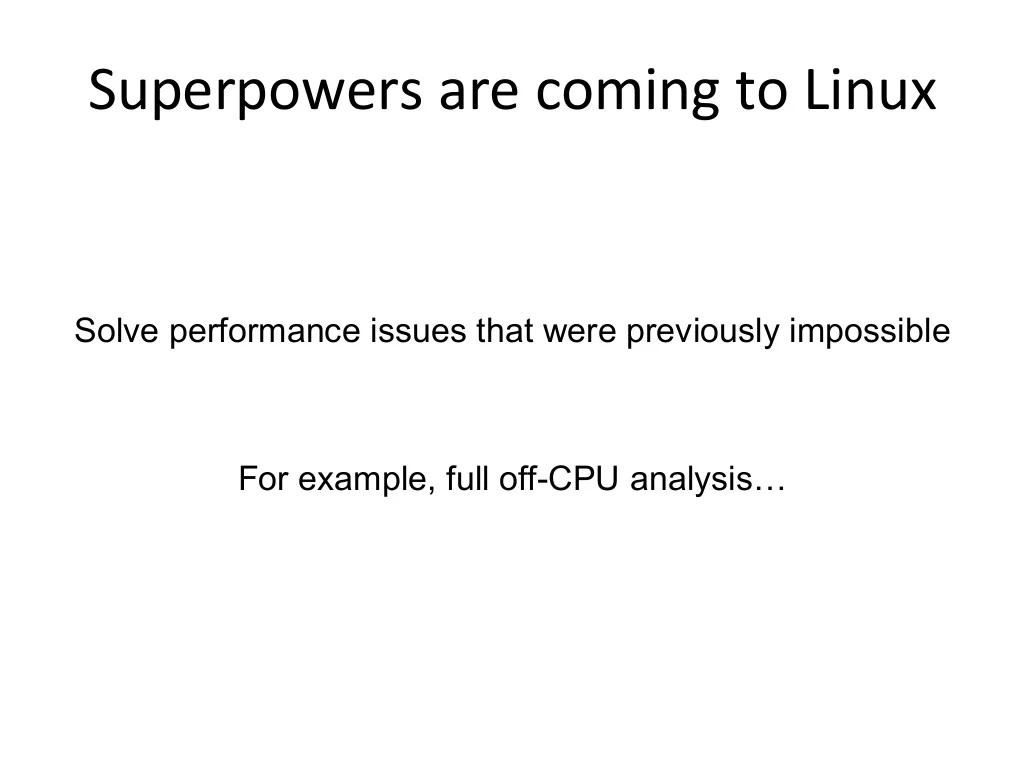 Superpowers are coming to Linux
Solve performance issues that were previously impossible
For example, full off-CPU analysis…